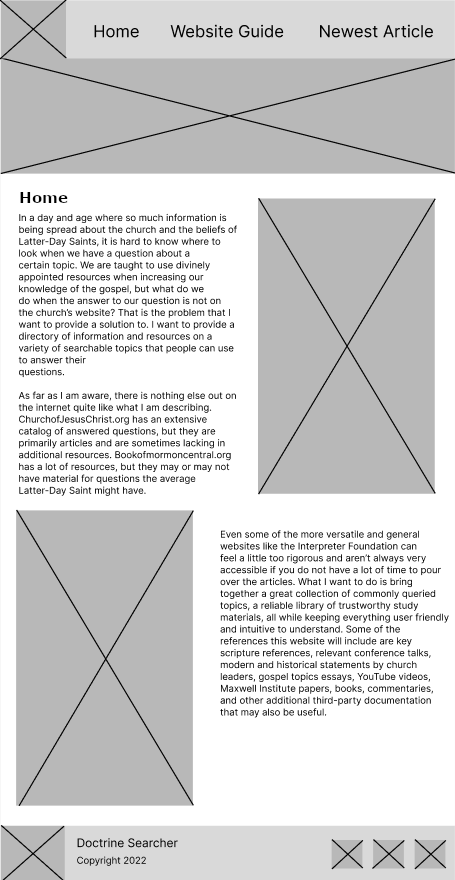 Home
Website Guide
Newest Article
Home
In a day and age where so much information is
being spread about the church and the beliefs of
Latter-Day Saints, it is hard to know where to
look when we have a question about a
certain topic. We are taught to use divinely
appointed resources when increasing our
knowledge of the gospel, but what do we
do when the answer to our question is not on
the church's website? That is the problem that I
want to provide a solution to. I want to provide a
directory of information and resources on a
variety of searchable topics that people can use
to answer their
questions.
As far as I am aware, there is nothing else out on
the internet quite like what I am describing.
ChurchofJesusChrist.org has an extensive
catalog of answered questions, but they are
primarily articles and are sometimes lacking in
additional resources. Bookofmormoncentral.org
has a lot of resources, but they may or may not
have material for questions the average
Latter-Day Saint might have.
Even some of the more versatile and general
websites like the Interpreter Foundation can
feel a little too rigorous and aren't always very
accessible if you do not have a lot of time to pour
over the articles. What I want to do is bring
together a great collection of commonly queried
topics, a reliable library of trustworthy study
materials, all while keeping everything user friendly
and intuitive to understand. Some of the
references this website will include are key
scripture references, relevant conference talks,
modern and historical statements by church
leaders, gospel topics essays, YouTube videos,
Maxwell Institute papers, books, commentaries,
and other additional third-party documentation
that may also be useful.
Doctrine Searcher
Copyright 2022